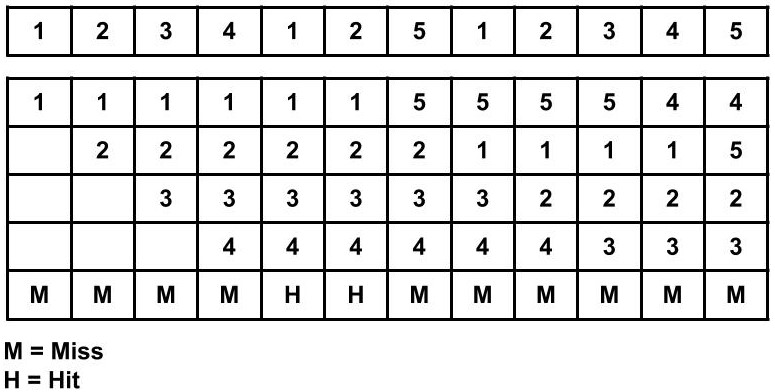 1 2 3 4 1 2 5 1 2 3 4 5
1 1 1 1 1 1 5 5 5 5 4 4
2 2 2 2 2 2 1 1 1 1 5
3 3 3 3 3 3 2 2 2 2
4 4 4 4 4 4 3 3 3
M M M M H H M M M M M M
M = Miss
H = Hit